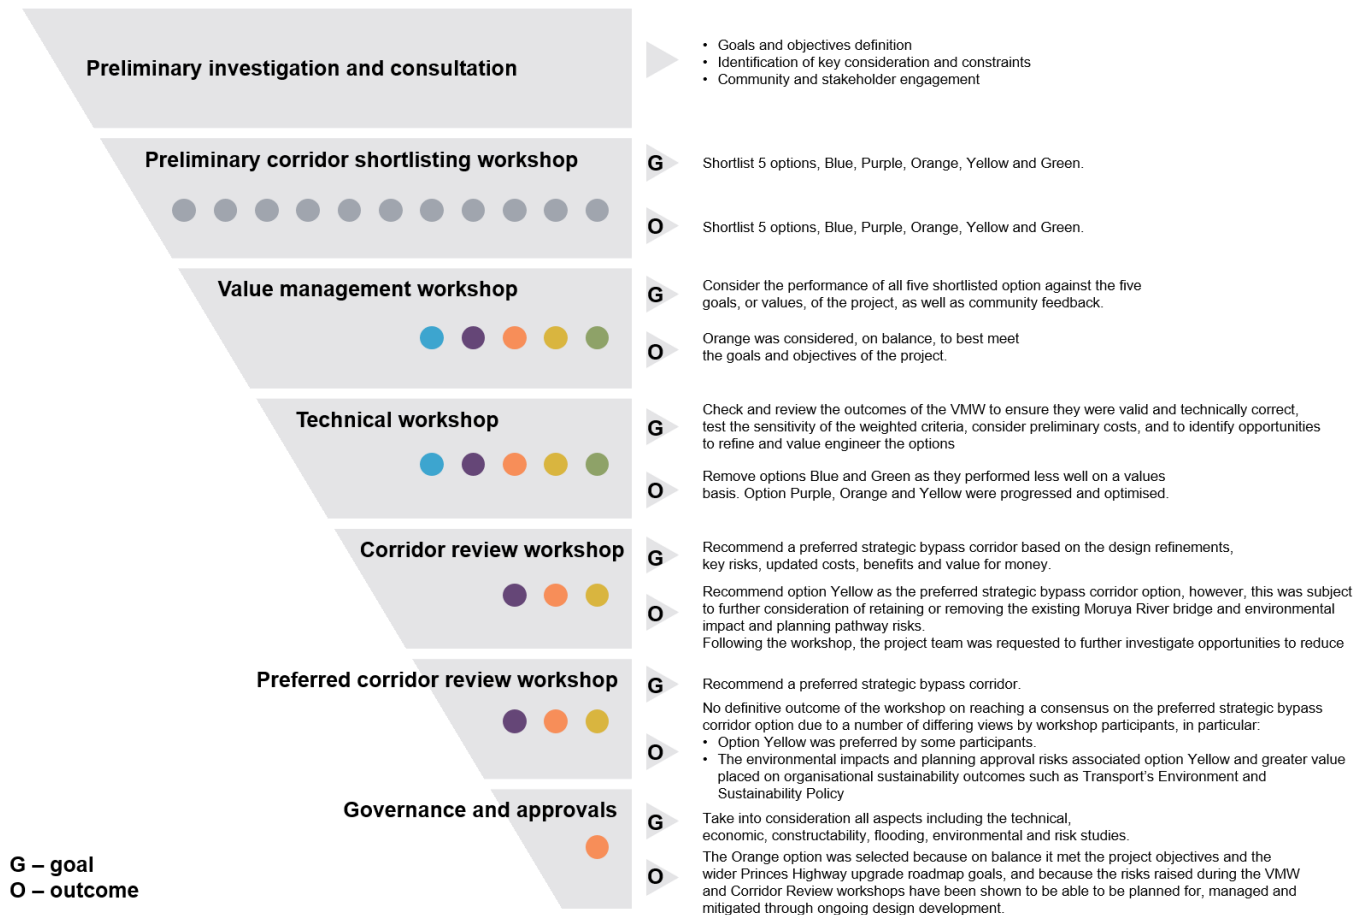 Preliminary investigation and consultation
• Goals and objectives definition
• Identification of key consideration and constraints
• Community and stakeholder engagement
Preliminary corridor shortlisting workshop
G
Shortlist 5 options, Blue, Purple, Orange, Yellow and Green.
O
Shortlist 5 options, Blue, Purple, Orange, Yellow and Green.
Value management workshop
G
Consider the performance of all five shortlisted option against the five
goals, or values, of the project, as well as community feedback.
O
Orange was considered, on balance, to best meet
the goals and objectives of the project.
Technical workshop
G
Check and review the outcomes of the VMW to ensure they were valid and technically correct,
test the sensitivity of the weighted criteria, consider preliminary costs, and to identify opportunities
to refine and value engineer the options
O
Remove options Blue and Green as they performed less well on a values
basis. Option Purple, Orange and Yellow were progressed and optimised.
Corridor review workshop
G
Recommend a preferred strategic bypass corridor based on the design refinements,
key risks, updated costs, benefits and value for money.
O
Recommend option Yellow as the preferred strategic bypass corridor option, however, this was subject
to further consideration of retaining or removing the existing Moruya River bridge and environmental
impact and planning pathway risks.
Following the workshop, the project team was requested to further investigate opportunities to reduce
Preferred corridor review workshop
G
Recommend a preferred strategic bypass corridor.
O
No definitive outcome of the workshop on reaching a consensus on the preferred strategic bypass
corridor option due to a number of differing views by workshop participants, in particular:
• Option Yellow was preferred by some participants.
• The environmental impacts and planning approval risks associated option Yellow and greater value
placed on organisational sustainability outcomes such as Transport's Environment and
Sustainability Policy
Governance and approvals
G
Take into consideration all aspects including the technical,
economic, constructability, flooding, environmental and risk studies.
O
The Orange option was selected because on balance it met the project objectives and the
wider Princes Highway upgrade roadmap goals, and because the risks raised during the VMW
and Corridor Review workshops have been shown to be able to be planned for, managed and
mitigated through ongoing design development.
G – goal
O – outcome